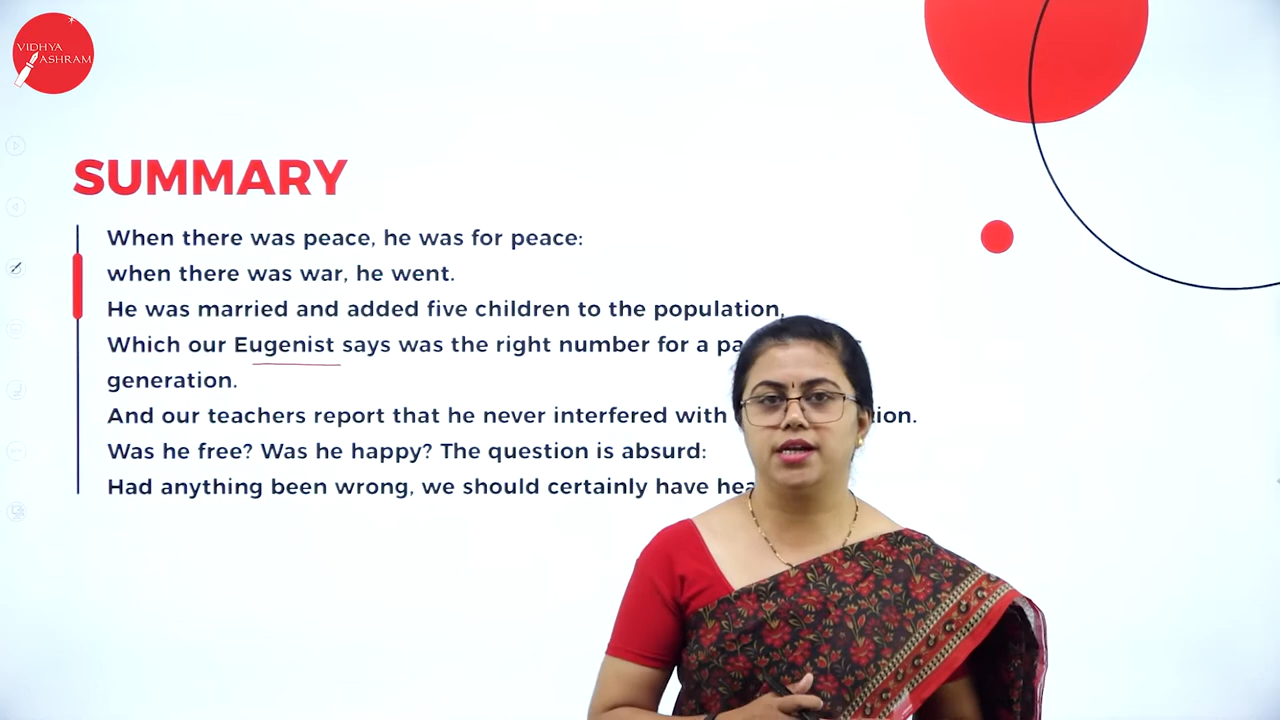 VIDHYA
ASHRAM
SUMMARY
When there was peace, he was for peace:
when there was war, he went.
He was married and added five children to the population,
Which our Eugenist says was the right number for a
generation.
And our teachers report that he never interfered with
Was he free? Was he happy? The question is absurd:
Had anything been wrong, we should certainly have